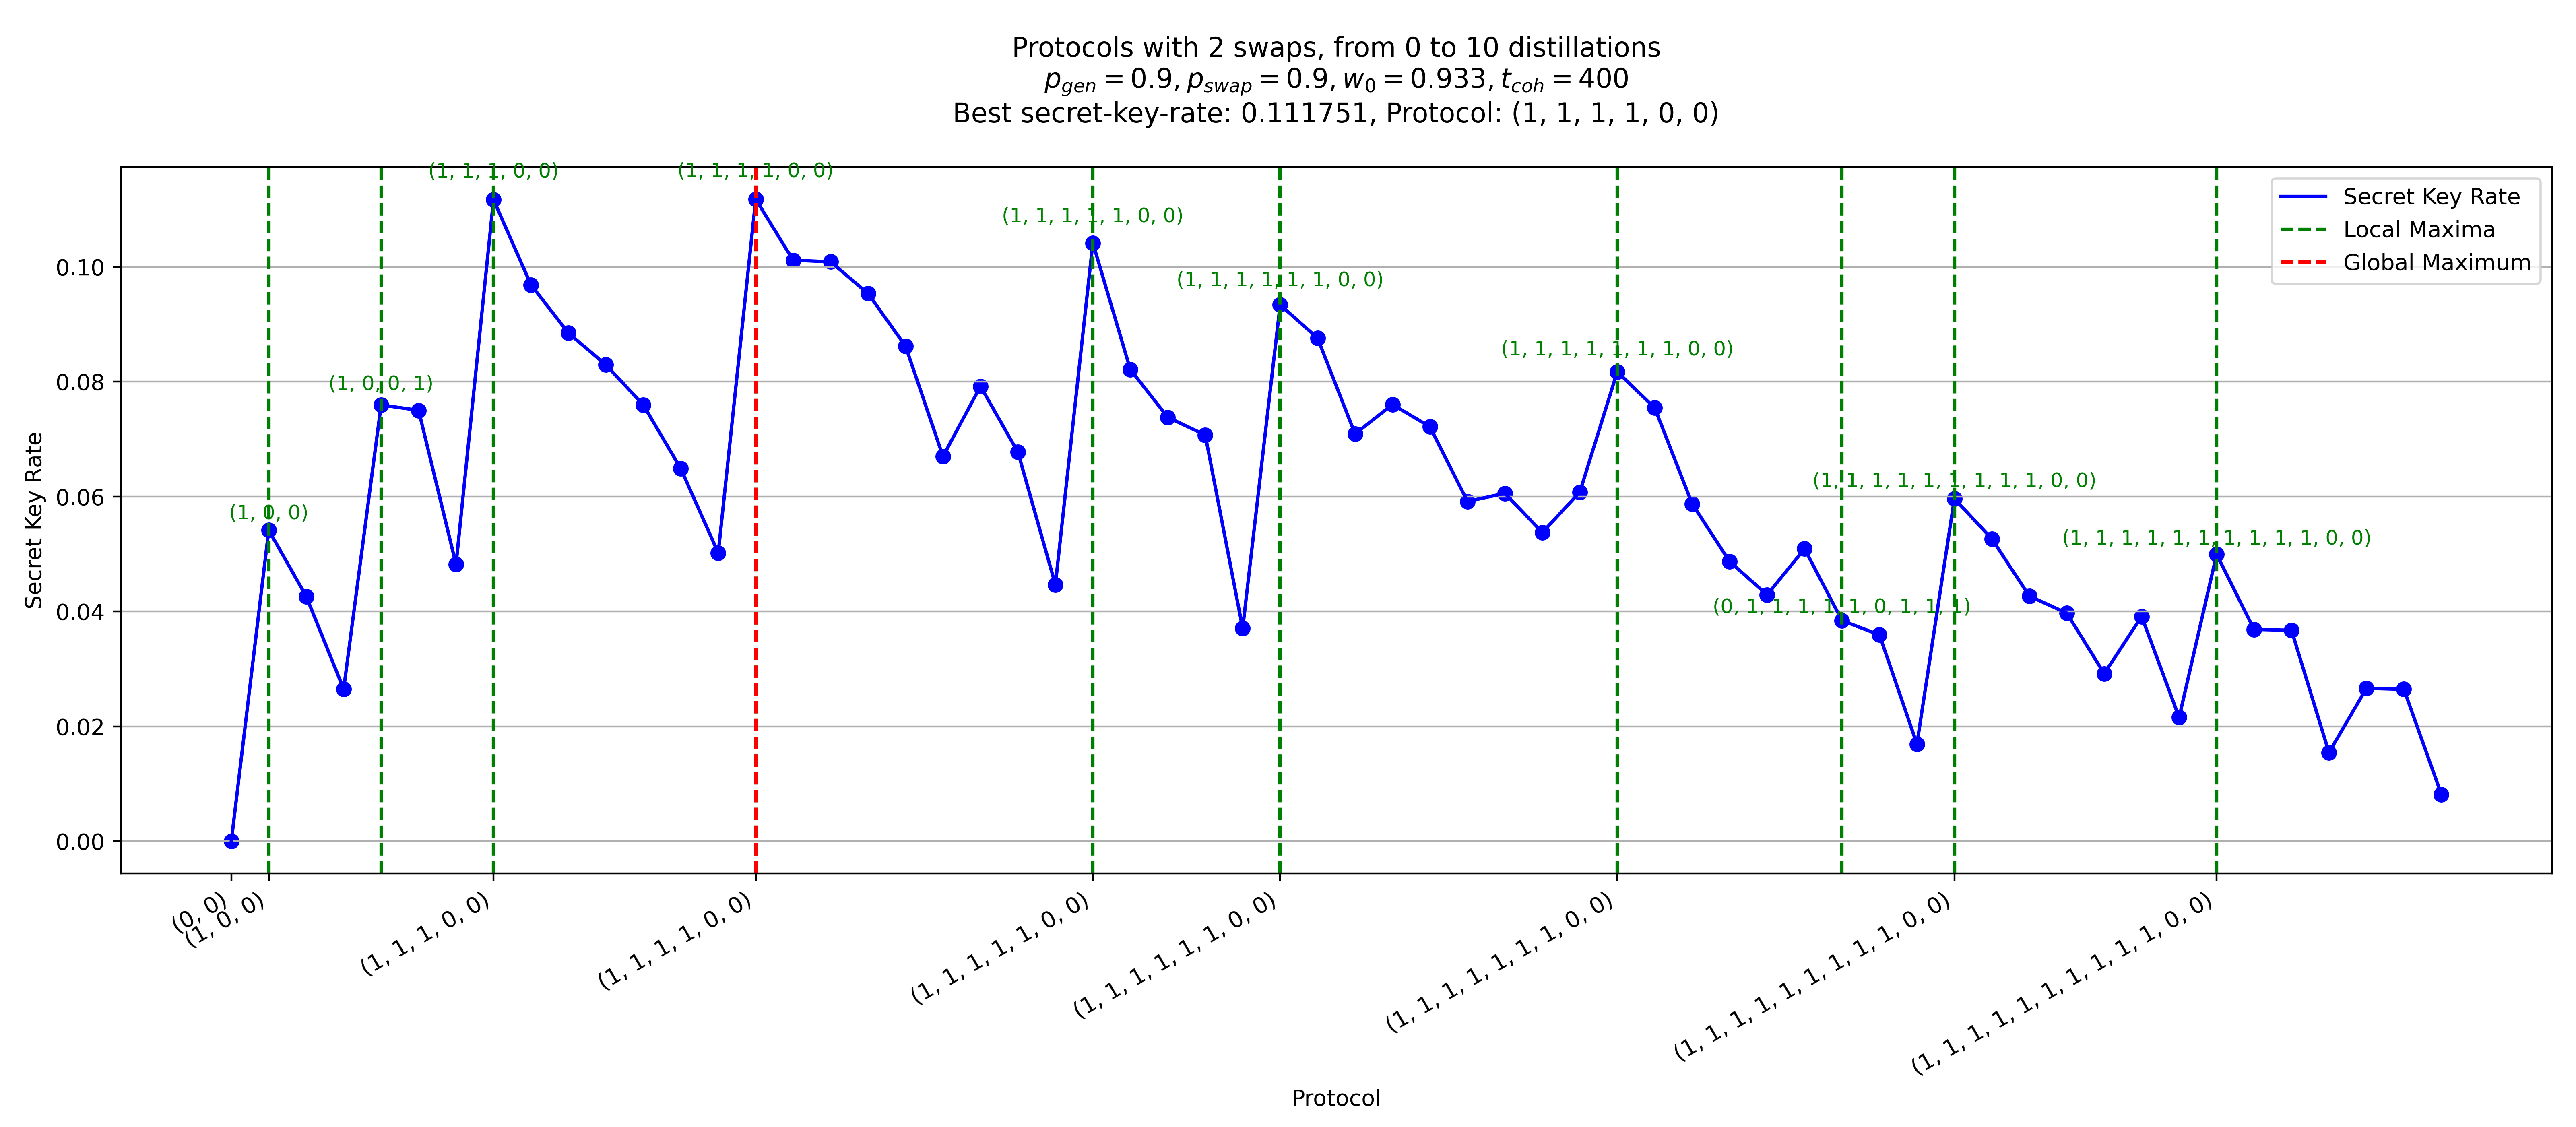 Protocols with 2 swaps, from 0 to 10 distillations
p_gen = 0.9, p_swap = 0.9, w_0 = 0.933, t_coh = 400
Best secret-key-rate: 0.111751, Protocol: (1, 1, 1, 1, 0, 0)
Secret Key Rate
Local Maxima
Global Maximum
(1, 1, 1, 0, 0)
(1, 1, 1, 1, 0, 0)
(1, 1, 1, 1, 1, 0, 0)
(1, 1, 1, 1, 1, 1, 0, 0)
(1, 1, 1, 1, 1, 1, 1, 0, 0)
(1, 0, 0, 1)
(1, 1, 1, 1, 1, 1, 1, 1, 1, 0, 0)
(1, 0, 0)
(1, 1, 1, 1, 1, 1, 1, 1, 1, 1, 0, 0)
(0, 1, 1, 1, 1, 1, 0, 1, 1, 1)
0.10
0.08
0.06
0.04
0.02
0.00
Secret Key Rate
(0, 0)
(1, 0, 0)
(1, 1, 1, 0, 0)
(1, 1, 1, 1, 0, 0)
(1, 1, 1, 1, 1, 0, 0)
(1, 1, 1, 1, 1, 1, 0, 0)
(1, 1, 1, 1, 1, 1, 1, 0, 0)
(1, 1, 1, 1, 1, 1, 1, 1, 1, 0, 0)
(1, 1, 1, 1, 1, 1, 1, 1, 1, 1, 0, 0)
Protocol